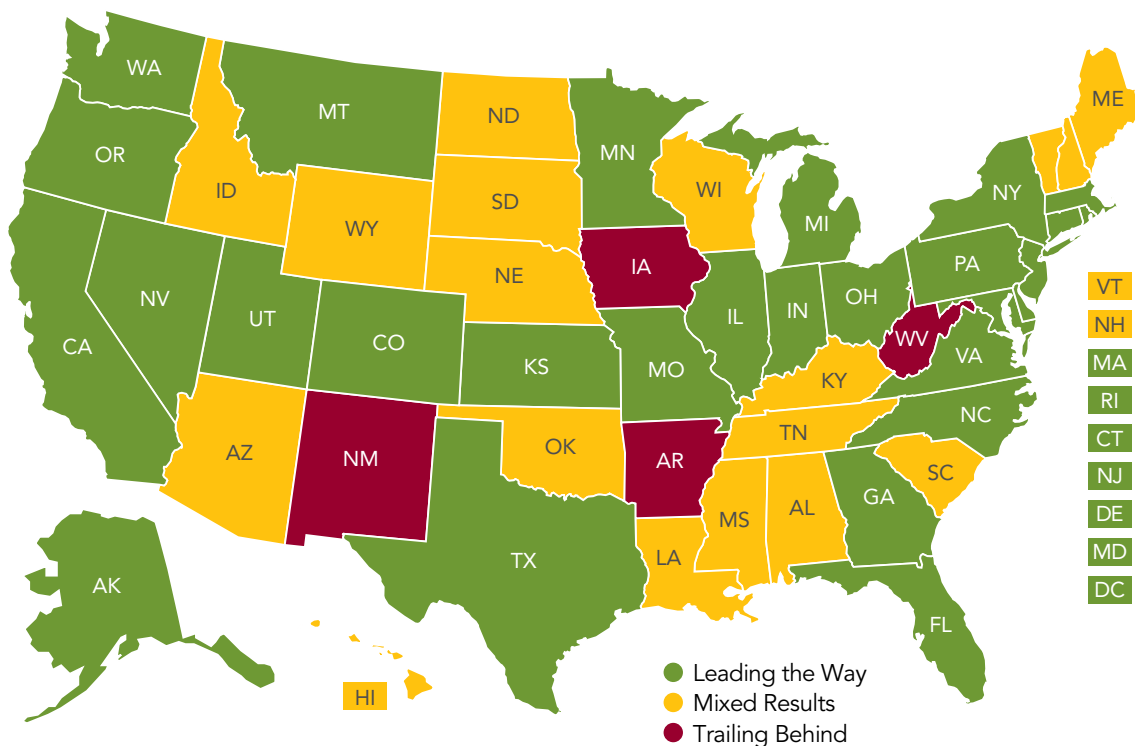 WA
MT
ND
MN
ME
OR
ID
SD
WI
NY
WY
MI
IA
PA
NE
NV
UT
CO
IL
IN
OH
VT
NH
CA
KS
MO
WV
VA
MA
KY
RI
NC
CT
AZ
NM
OK
TN
AR
SC
NJ
MS
AL
GA
DE
LA
MD
TX
AK
DC
FL
HI
Leading the Way
Mixed Results
Trailing Behind